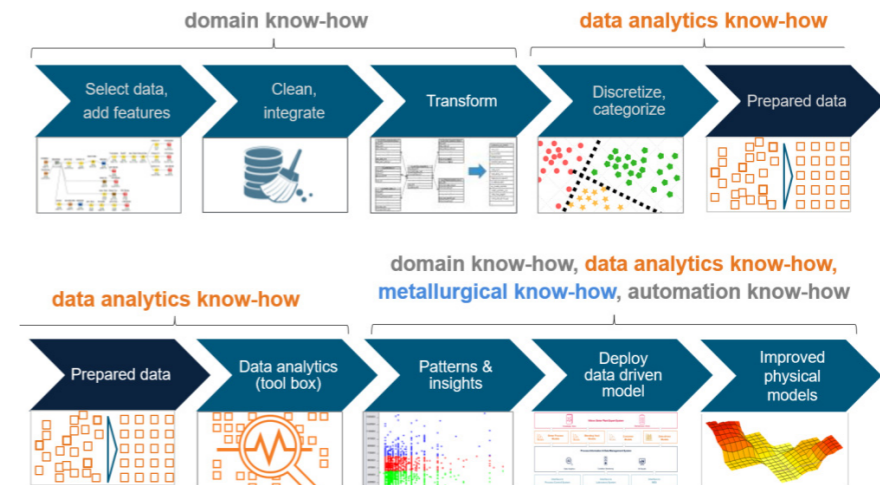 domain know-how
data analytics know-how
Select data,
add features
Clean,
integrate
Transform
Discretize,
categorize
Prepared data
domain know-how, data analytics know-how,
metallurgical know-how, automation know-how
data analytics know-how
Prepared data
Data analytics
(tool box)
Patterns &
insights
Deploy
data driven
model
Improved
physical
models